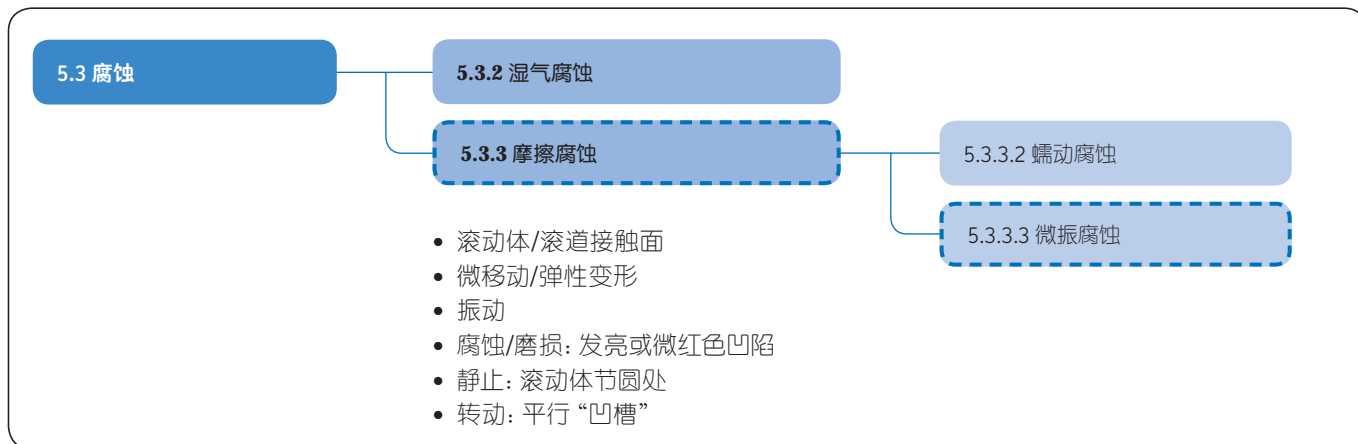 5.3 腐蚀
5.3.2 湿气腐蚀
5.3.3 摩擦腐蚀
5.3.3.2 蠕动腐蚀
5.3.3.3 微振腐蚀
• 滚动体/滚道接触面
• 微移动/弹性变形
• 振动
• 腐蚀/磨损: 发亮或微红色凹陷
• 静止: 滚动体节圆处
• 转动: 平行 “凹槽”